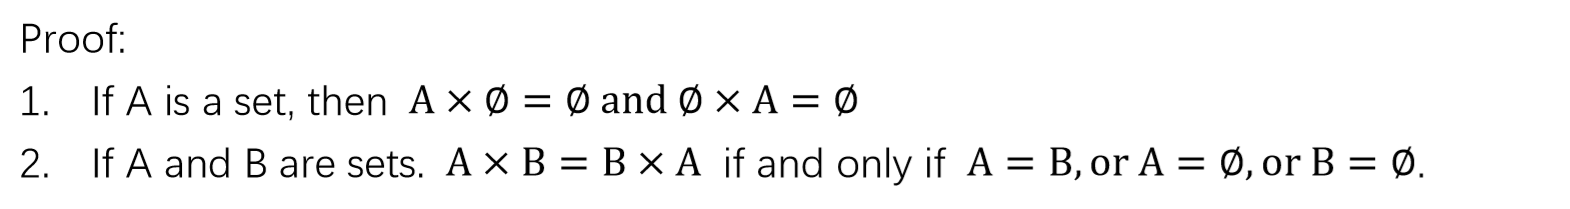 Proof:
1. If A is a set, then A × ∅ = ∅ and ∅ × A = ∅
2. If A and B are sets. A × B = B × A if and only if A = B, or A = ∅, or B = ∅.